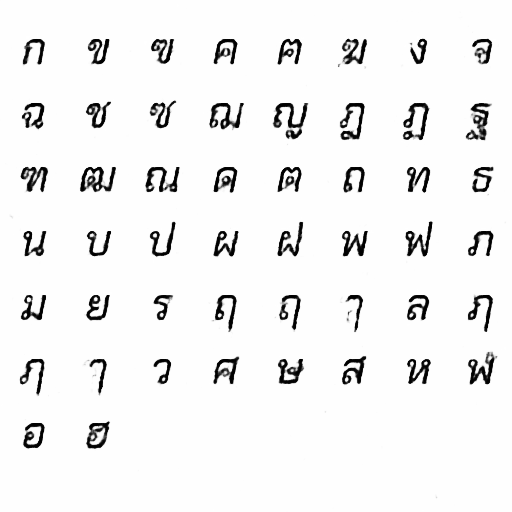 ก ข ฃ ค ฅ ฆ ง จ
ฉ ช ซ ฌ ญ ฎ ฏ ฐ
ฑ ฒ ณ ด ต ถ ท ธ
น บ ป ผ ฝ พ ฟ ภ
ม ย ร ฤ ฤ ๅ ล ฦ
ฦ ๅ ว ศ ษ ส ห ฬ
อ ฮ